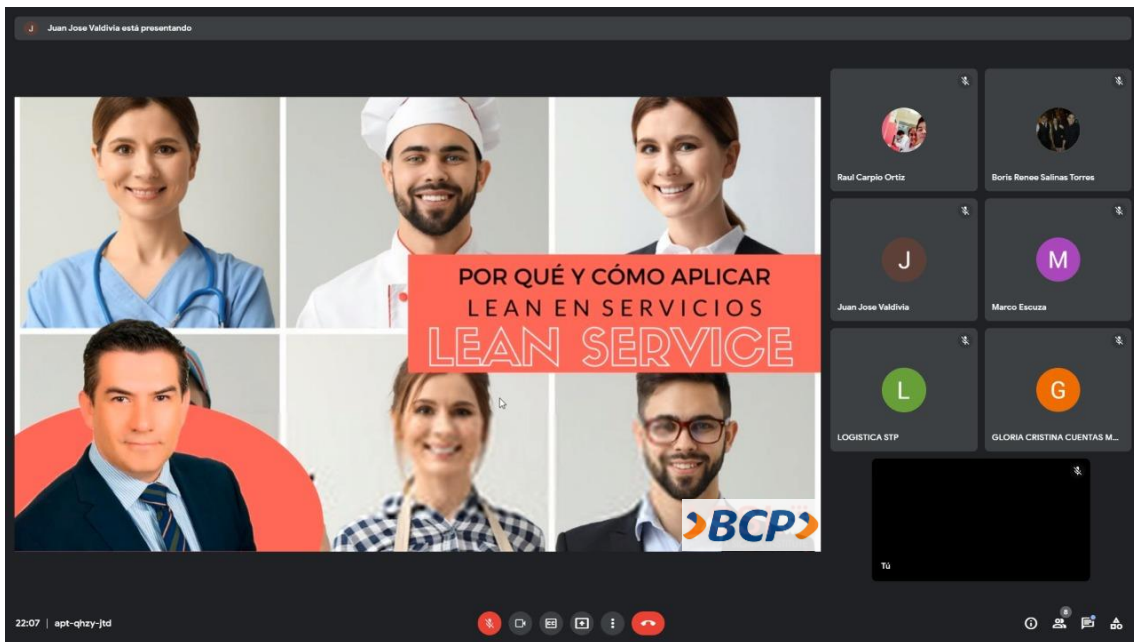 J Juan Jose Valdivia está presentando
POR QUÉ Y CÓMO APLICAR
LEAN EN SERVICIOS
LEAN SERVICE
BCP
Raul Carpio Ortiz
Boris Renee Salinas Torres
J
Juan Jose Valdivia
M
Marco Escuza
L
LOGISTICA STP
G
GLORIA CRISTINA CUENTAS M...
Tú
22:07 | apt-qhzy-jtd
8